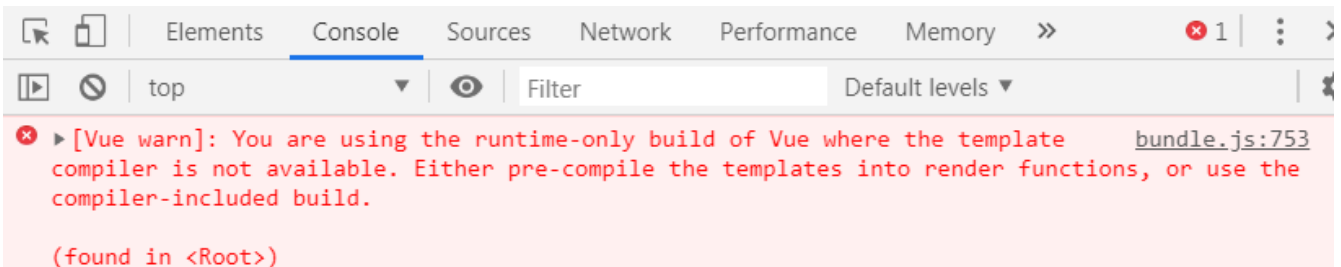 Elements Console Sources Network Performance Memory » 1
top ▼ Filter Default levels ▼
▶[Vue warn]: You are using the runtime-only build of Vue where the template bundle.js:753
compiler is not available. Either pre-compile the templates into render functions, or use the
compiler-included build.
(found in <Root>)